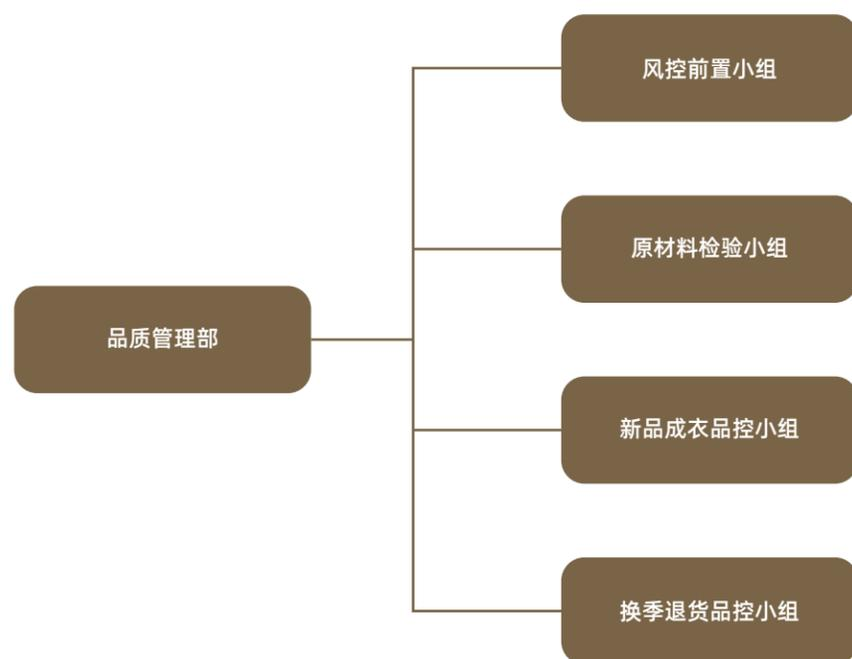 风控前置小组
原材料检验小组
品质管理部
新品成衣品控小组
换季退货品控小组